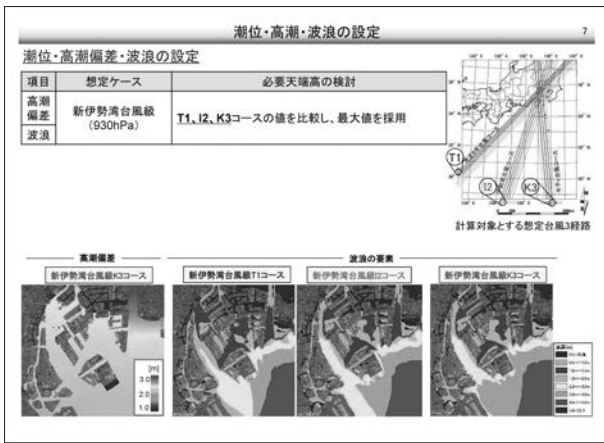 潮位・高潮・波浪の設定
7
潮位・高潮偏差・波浪の設定
項目
想定ケース
必要天端高の検討
高潮
偏差
波浪
新伊勢湾台風級
（930hPa）
T1、I2、K3コースの値を比較し、最大値を採用
T1
I2
K3
計算対象とする想定台風3経路
高潮偏差
波浪の要素
新伊勢湾台風級K3コース
新伊勢湾台風級T1コース
新伊勢湾台風級I2コース
新伊勢湾台風級K3コース
[m]
3.0
2.0
1.0